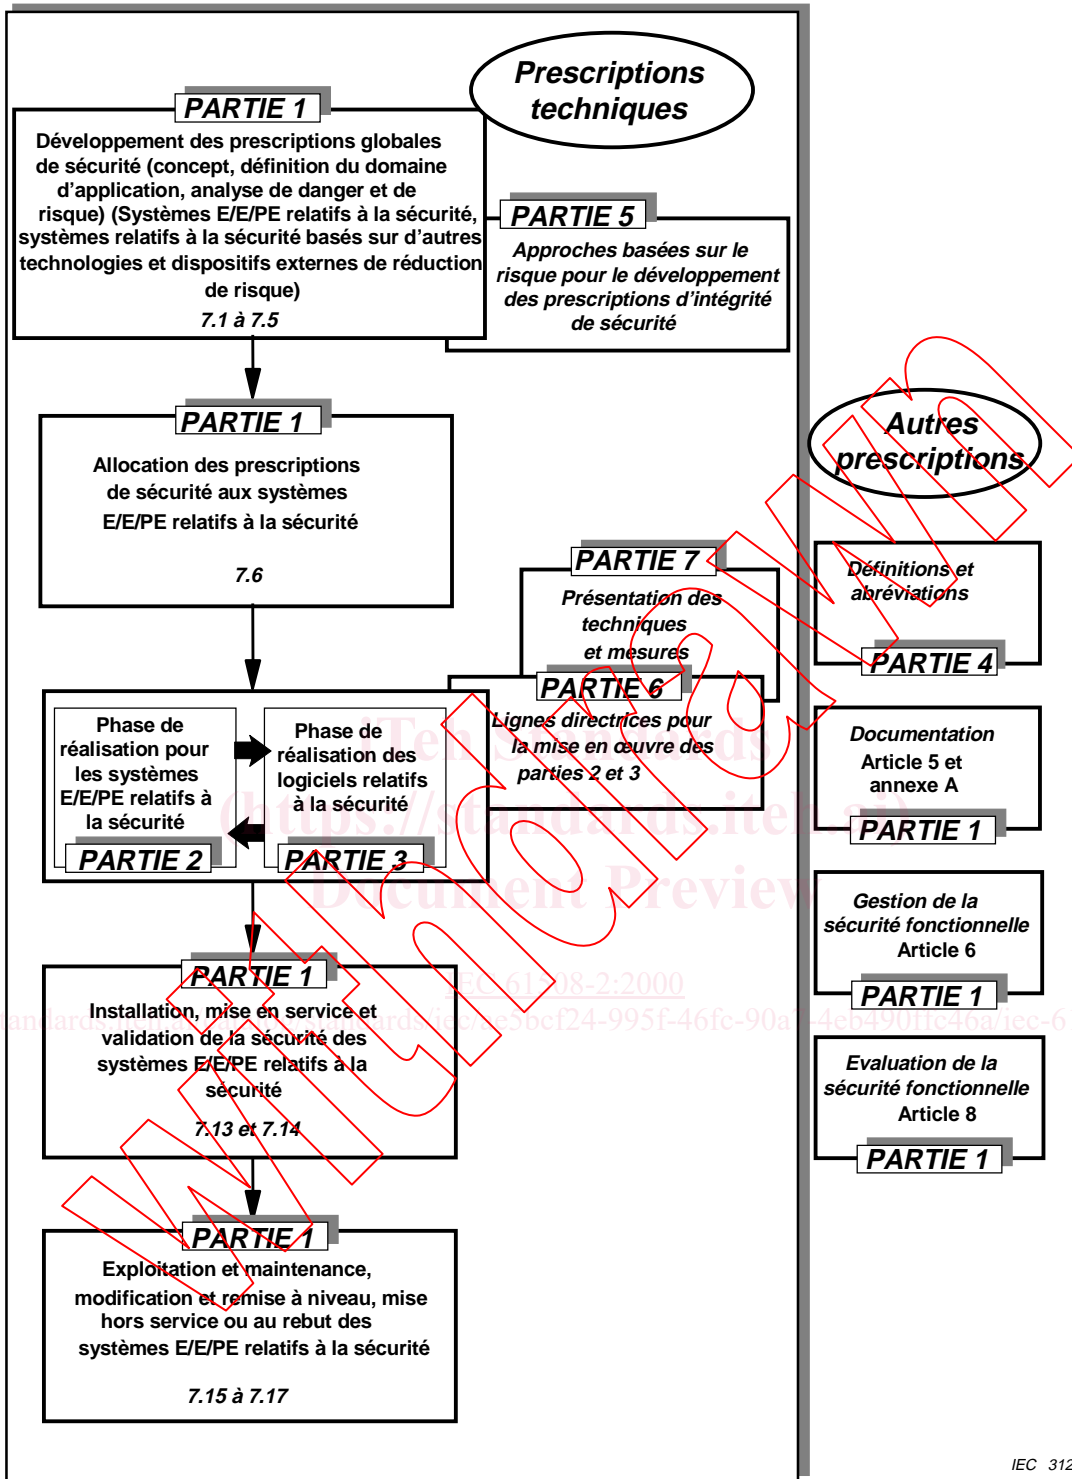 Prescriptions
techniques
PARTIE 1
Développement des prescriptions globales
de sécurité (concept, définition du domaine
d'application, analyse de danger et de
risque) (Systèmes E/E/PE relatifs à la sécurité,
systèmes relatifs à la sécurité basés sur d'autres
technologies et dispositifs externes de réduction
de risque)
7.1 à 7.5
PARTIE 5
Approches basées sur le
risque pour le développement
des prescriptions d'intégrité
de sécurité
PARTIE 1
Allocation des prescriptions
de sécurité aux systèmes
E/E/PE relatifs à la sécurité
7.6
PARTIE 7
Présentation des
techniques
et mesures
PARTIE 6
Lignes directrices pour
la mise en œuvre des
parties 2 et 3
Phase de
réalisation pour
les systèmes
E/E/PE relatifs à
la sécurité
PARTIE 2
Phase de
réalisation des
logiciels relatifs
à la sécurité
PARTIE 3
PARTIE 1
Installation, mise en service et
validation de la sécurité des
systèmes E/E/PE relatifs à la
sécurité
7.13 et 7.14
PARTIE 1
Exploitation et maintenance,
modification et remise à niveau, mise
hors service ou au rebut des
systèmes E/E/PE relatifs à la sécurité
7.15 à 7.17
Autres
prescriptions
Définitions et
abréviations
PARTIE 4
Documentation
Article 5 et
annexe A
PARTIE 1
Gestion de la
sécurité fonctionnelle
Article 6
PARTIE 1
Evaluation de la
sécurité fonctionnelle
Article 8
PARTIE 1
iTeh Standards
(https://standards.iteh.ai)
Document Preview
IEC 61508-2:2000
withdrawn
IEC 312